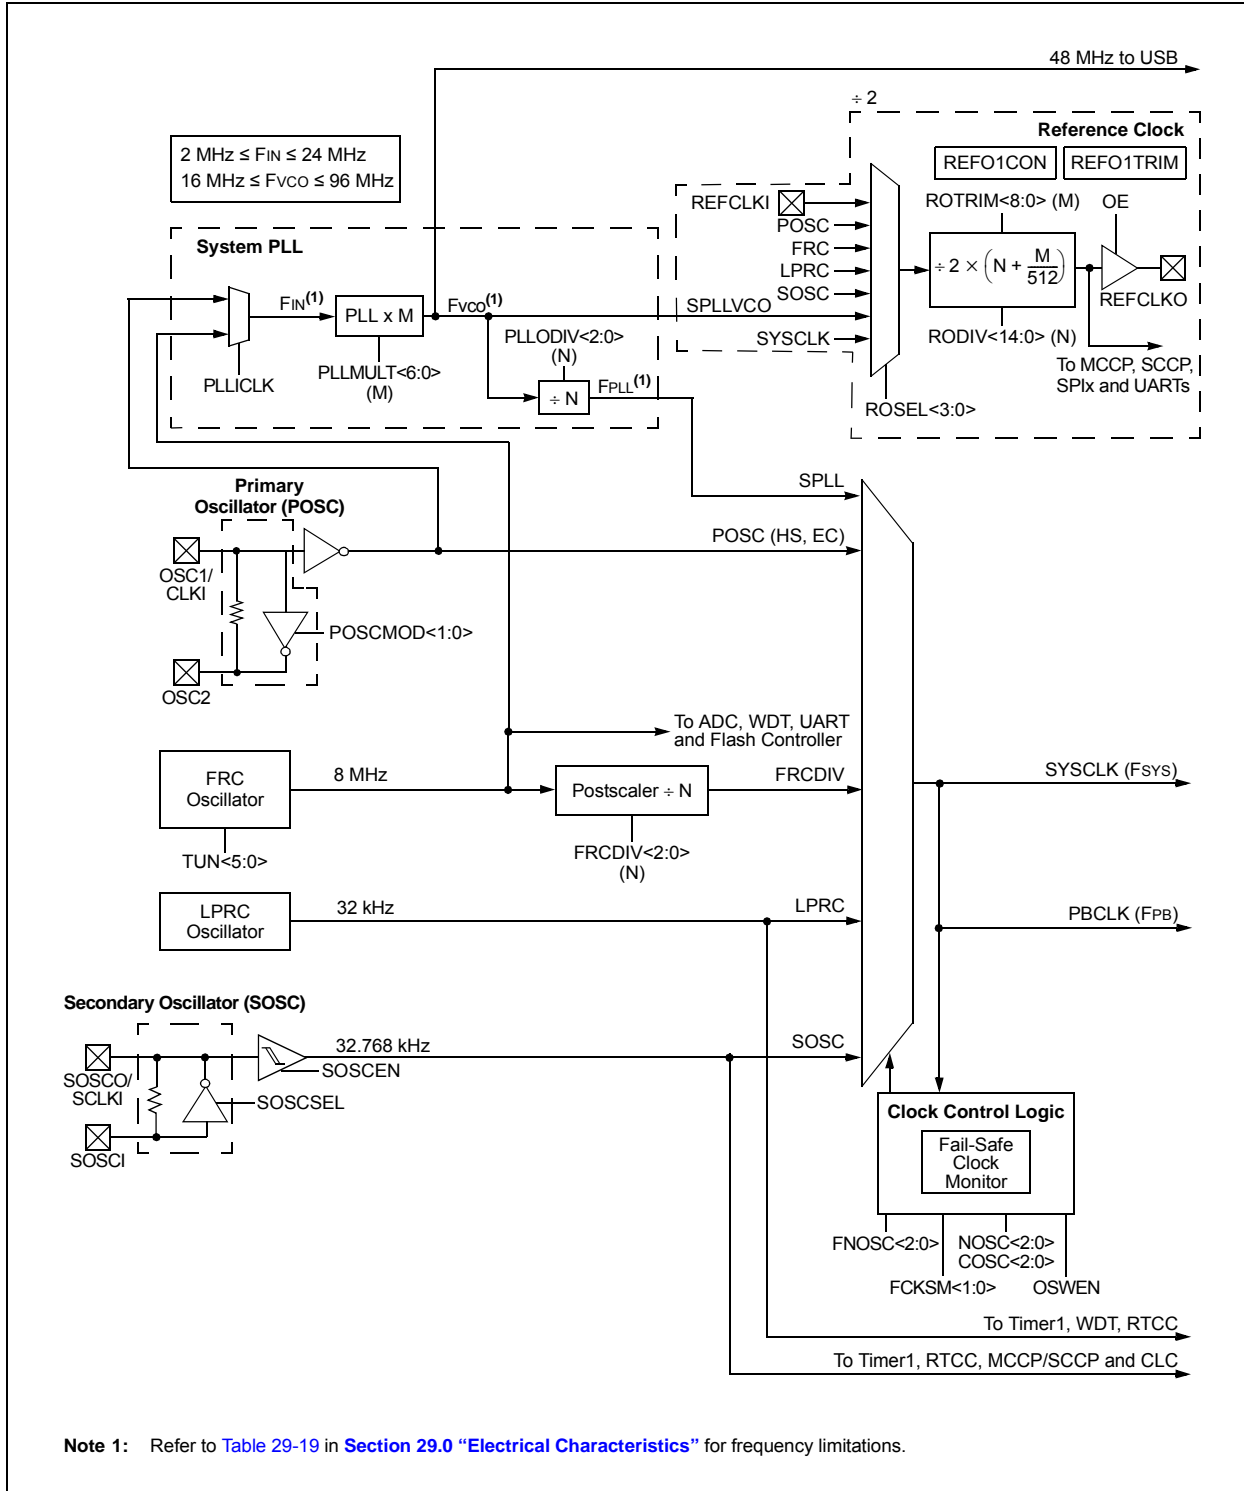 48 MHz to USB
÷ 2
Reference Clock
2 MHz ≤ FIN ≤ 24 MHz
16 MHz ≤ FVCO ≤ 96 MHz
REFO1CON
REFO1TRIM
REFCLKI
ROTRIM<8:0> (M)
OE
POSC
FRC
LPRC
SOSC
SPLLVCO
SYSCLK
÷ 2 × (N + M/512)
REFCLKO
RODIV<14:0> (N)
To MCCP, SCCP,
SPIx and UARTs
ROSEL<3:0>
System PLL
FIN(1)
PLL x M
FVCO(1)
PLLODIV<2:0>
(N)
PLLICLK
PLLMULT<6:0>
(M)
÷ N
FPLL(1)
SPLL
Primary
Oscillator (POSC)
POSC (HS, EC)
OSC1/
CLKI
POSCMOD<1:0>
OSC2
To ADC, WDT, UART
and Flash Controller
FRC
Oscillator
8 MHz
Postscaler ÷ N
FRCDIV
SYSCLK (FSYS)
TUN<5:0>
FRCDIV<2:0>
(N)
LPRC
Oscillator
32 kHz
LPRC
PBCLK (FPB)
Secondary Oscillator (SOSC)
32.768 kHz
SOSC
SOSCO/
SCLKI
SOSCEN
SOSCSEL
SOSCI
Clock Control Logic
Fail-Safe
Clock
Monitor
FNOSC<2:0>
NOSC<2:0>
COSC<2:0>
FCKSM<1:0>
OSWEN
To Timer1, WDT, RTCC
To Timer1, RTCC, MCCP/SCCP and CLC
Note 1: Refer to Table 29-19 in Section 29.0 “Electrical Characteristics” for frequency limitations.